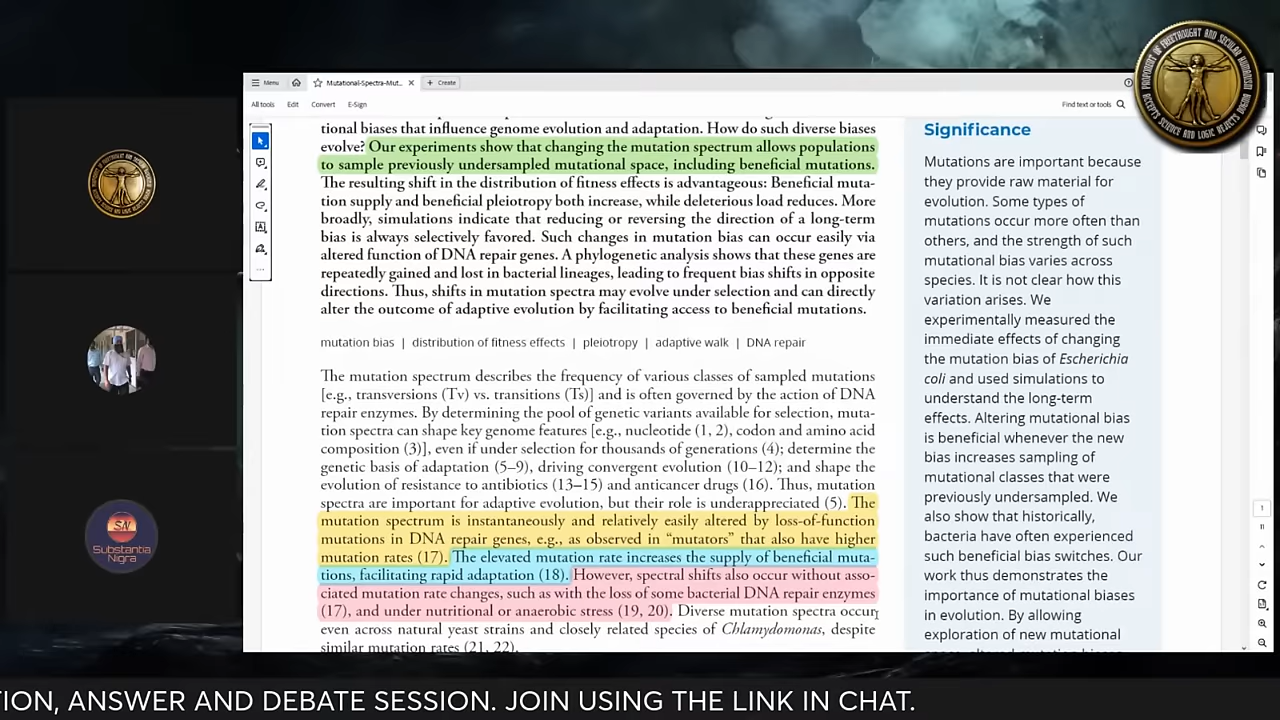 Menu
Mutational-Spectra-Mut...
Create
All tools
Edit
Convert
E-Sign
Find text or tools
tional biases that influence genome evolution and adaptation. How do such diverse biases
evolve? Our experiments show that changing the mutation spectrum allows populations
to sample previously undersampled mutational space, including beneficial mutations.
The resulting shift in the distribution of fitness effects is advantageous: Beneficial muta-
tion supply and beneficial pleiotropy both increase, while deleterious load reduces. More
broadly, simulations indicate that reducing or reversing the direction of a long-term
bias is always selectively favored. Such changes in mutation bias can occur easily via
altered function of DNA repair genes. A phylogenetic analysis shows that these genes are
repeatedly gained and lost in bacterial lineages, leading to frequent bias shifts in opposite
directions. Thus, shifts in mutation spectra may evolve under selection and can directly
alter the outcome of adaptive evolution by facilitating access to beneficial mutations.
mutation bias | distribution of fitness effects | pleiotropy | adaptive walk | DNA repair
The mutation spectrum describes the frequency of various classes of sampled mutations
[e.g., transversions (Tv) vs. transitions (Ts)] and is often governed by the action of DNA
repair enzymes. By determining the pool of genetic variants available for selection, muta-
tion spectra can shape key genome features [e.g., nucleotide (1, 2), codon and amino acid
composition (3)], even if under selection for thousands of generations (4); determine the
genetic basis of adaptation (5–9), driving convergent evolution (10–12); and shape the
evolution of resistance to antibiotics (13–15) and anticancer drugs (16). Thus, mutation
spectra are important for adaptive evolution, but their role is underappreciated (5). The
mutation spectrum is instantaneously and relatively easily altered by loss-of-function
mutations in DNA repair genes, e.g., as observed in “mutators” that also have higher
mutation rates (17). The elevated mutation rate increases the supply of beneficial muta-
tions, facilitating rapid adaptation (18). However, spectral shifts also occur without asso-
ciated mutation rate changes, such as with the loss of some bacterial DNA repair enzymes
(17), and under nutritional or anaerobic stress (19, 20). Diverse mutation spectra occur
even across natural yeast strains and closely related species of Chlamydomonas, despite
similar mutation rates (21, 22).
Significance
Mutations are important because
they provide raw material for
evolution. Some types of
mutations occur more often than
others, and the strength of such
mutational bias varies across
species. It is not clear how this
variation arises. We
experimentally measured the
immediate effects of changing
the mutation bias of Escherichia
coli and used simulations to
understand the long-term
effects. Altering mutational bias
is beneficial whenever the new
bias increases sampling of
mutational classes that were
previously undersampled. We
also show that historically,
bacteria have often experienced
such beneficial bias switches. Our
work thus demonstrates the
importance of mutational biases
in evolution. By allowing
exploration of new mutational
1
11
PROPONENT OF FREETHOUGHT AND SECULAR HUMANISM
ACCEPTS SCIENCE AND LOGIC REJECTS DOGMA
SN
Substantia
Nigra
TION, ANSWER AND DEBATE SESSION. JOIN USING THE LINK IN CHAT.